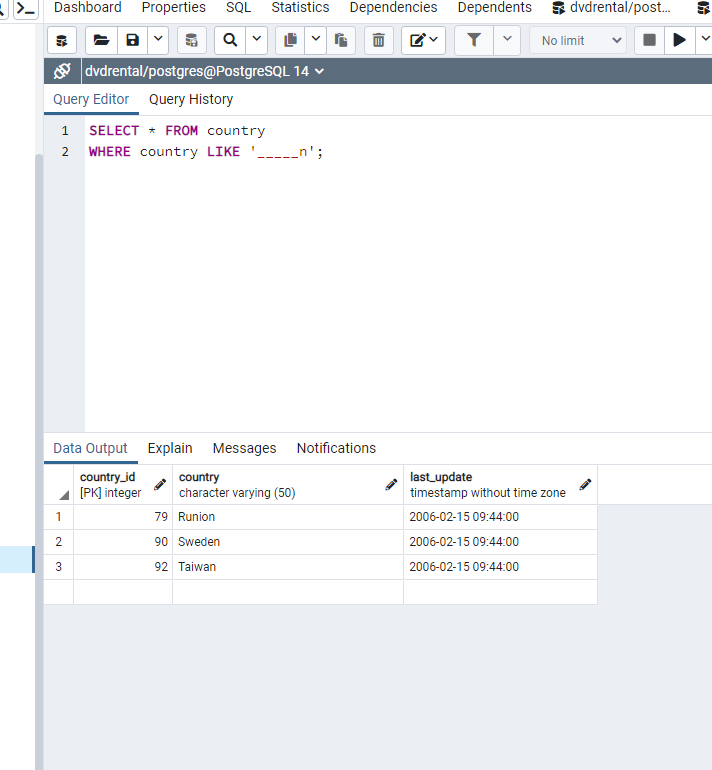 Dashboard Properties SQL Statistics Dependencies Dependents dvdrental/post...
No limit
dvdrental/postgres@PostgreSQL 14
Query Editor Query History
1 SELECT * FROM country
2 WHERE country LIKE '_____n';
Data Output Explain Messages Notifications
country_id country last_update
[PK] integer character varying (50) timestamp without time zone
1 79 Runion 2006-02-15 09:44:00
2 90 Sweden 2006-02-15 09:44:00
3 92 Taiwan 2006-02-15 09:44:00